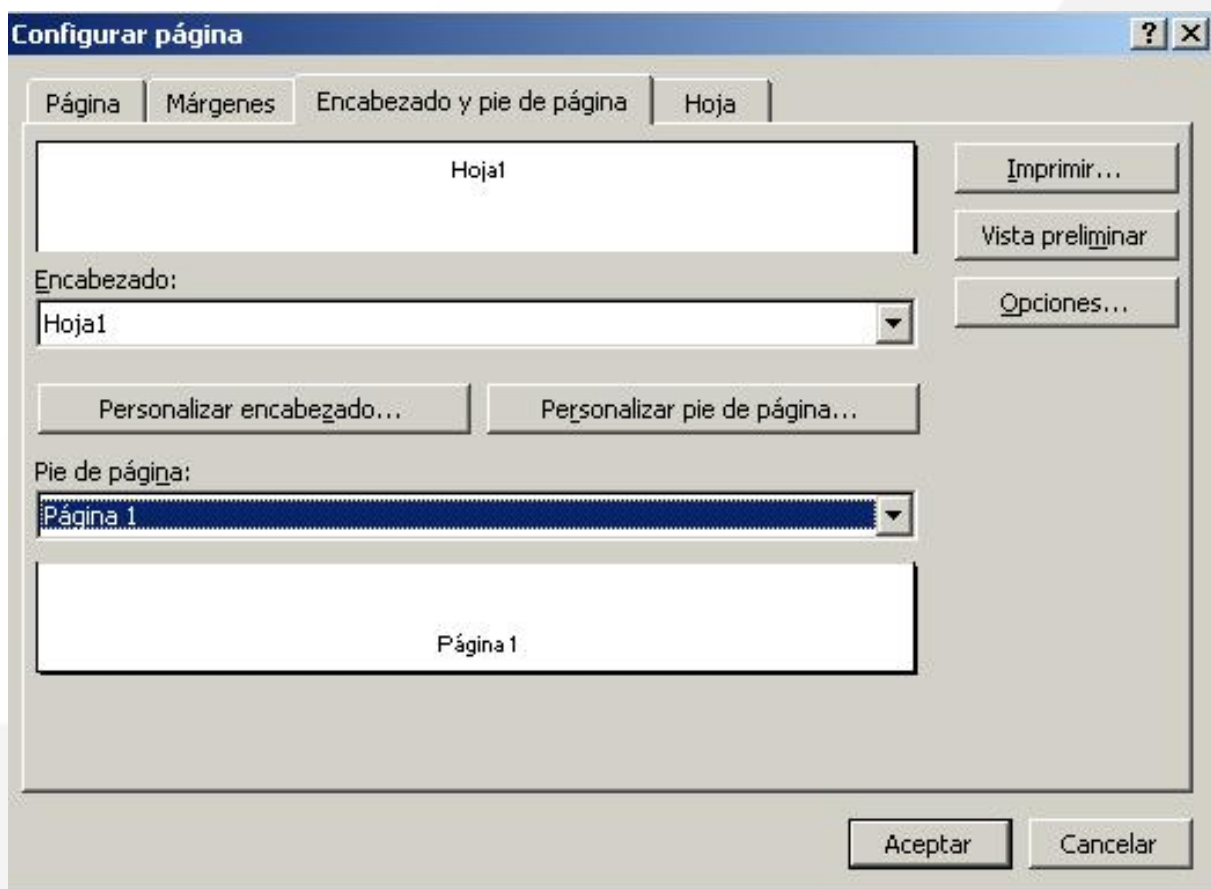 Configurar página
Página Márgenes Encabezado y pie de página Hoja
Hoja1
Imprimir...
Vista preliminar
Encabezado:
Opciones...
Hoja1
Personalizar encabezado... Personalizar pie de página...
Pie de página:
Página 1
Página 1
Aceptar Cancelar